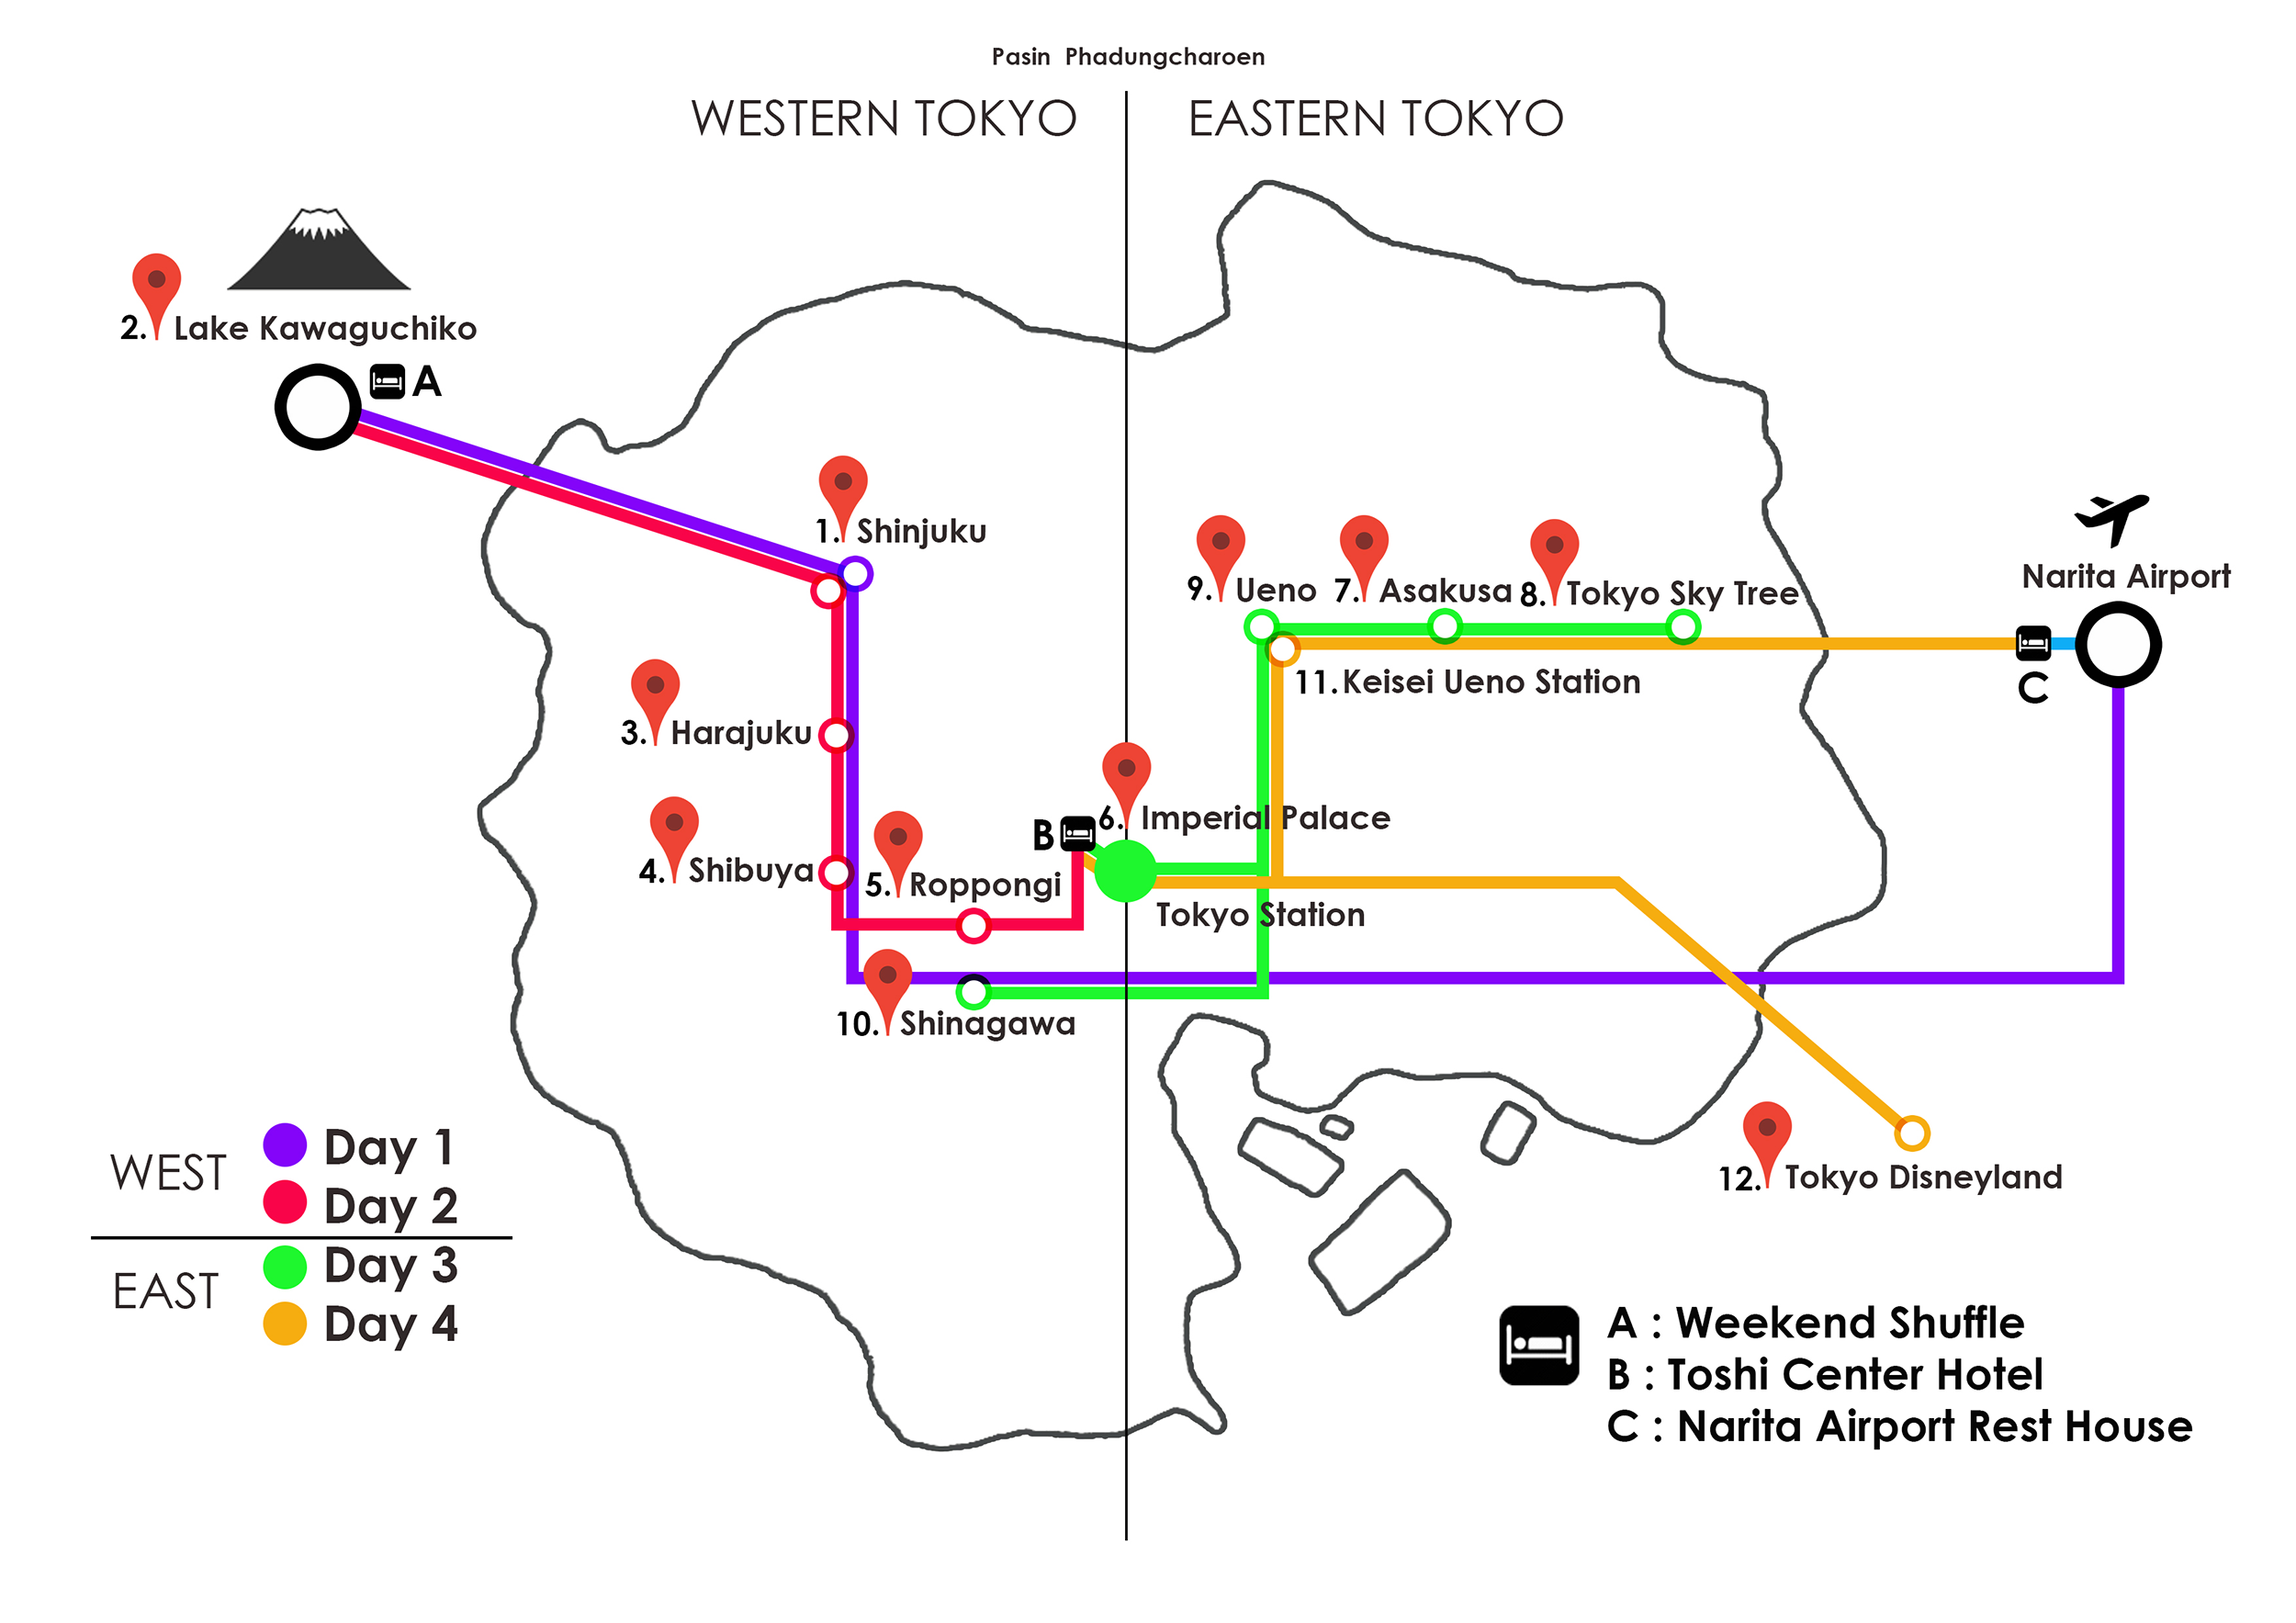 Pasin Phadungcharoen
WESTERN TOKYO
EASTERN TOKYO
2. Lake Kawaguchiko
A
1. Shinjuku
9. Ueno
7. Asakusa
8. Tokyo Sky Tree
Narita Airport
11. Keisei Ueno Station
C
3. Harajuku
6. Imperial Palace
B
4. Shibuya
5. Roppongi
Tokyo Station
10. Shinagawa
12. Tokyo Disneyland
WEST
Day 1
Day 2
EAST
Day 3
Day 4
A : Weekend Shuffle
B : Toshi Center Hotel
C : Narita Airport Rest House